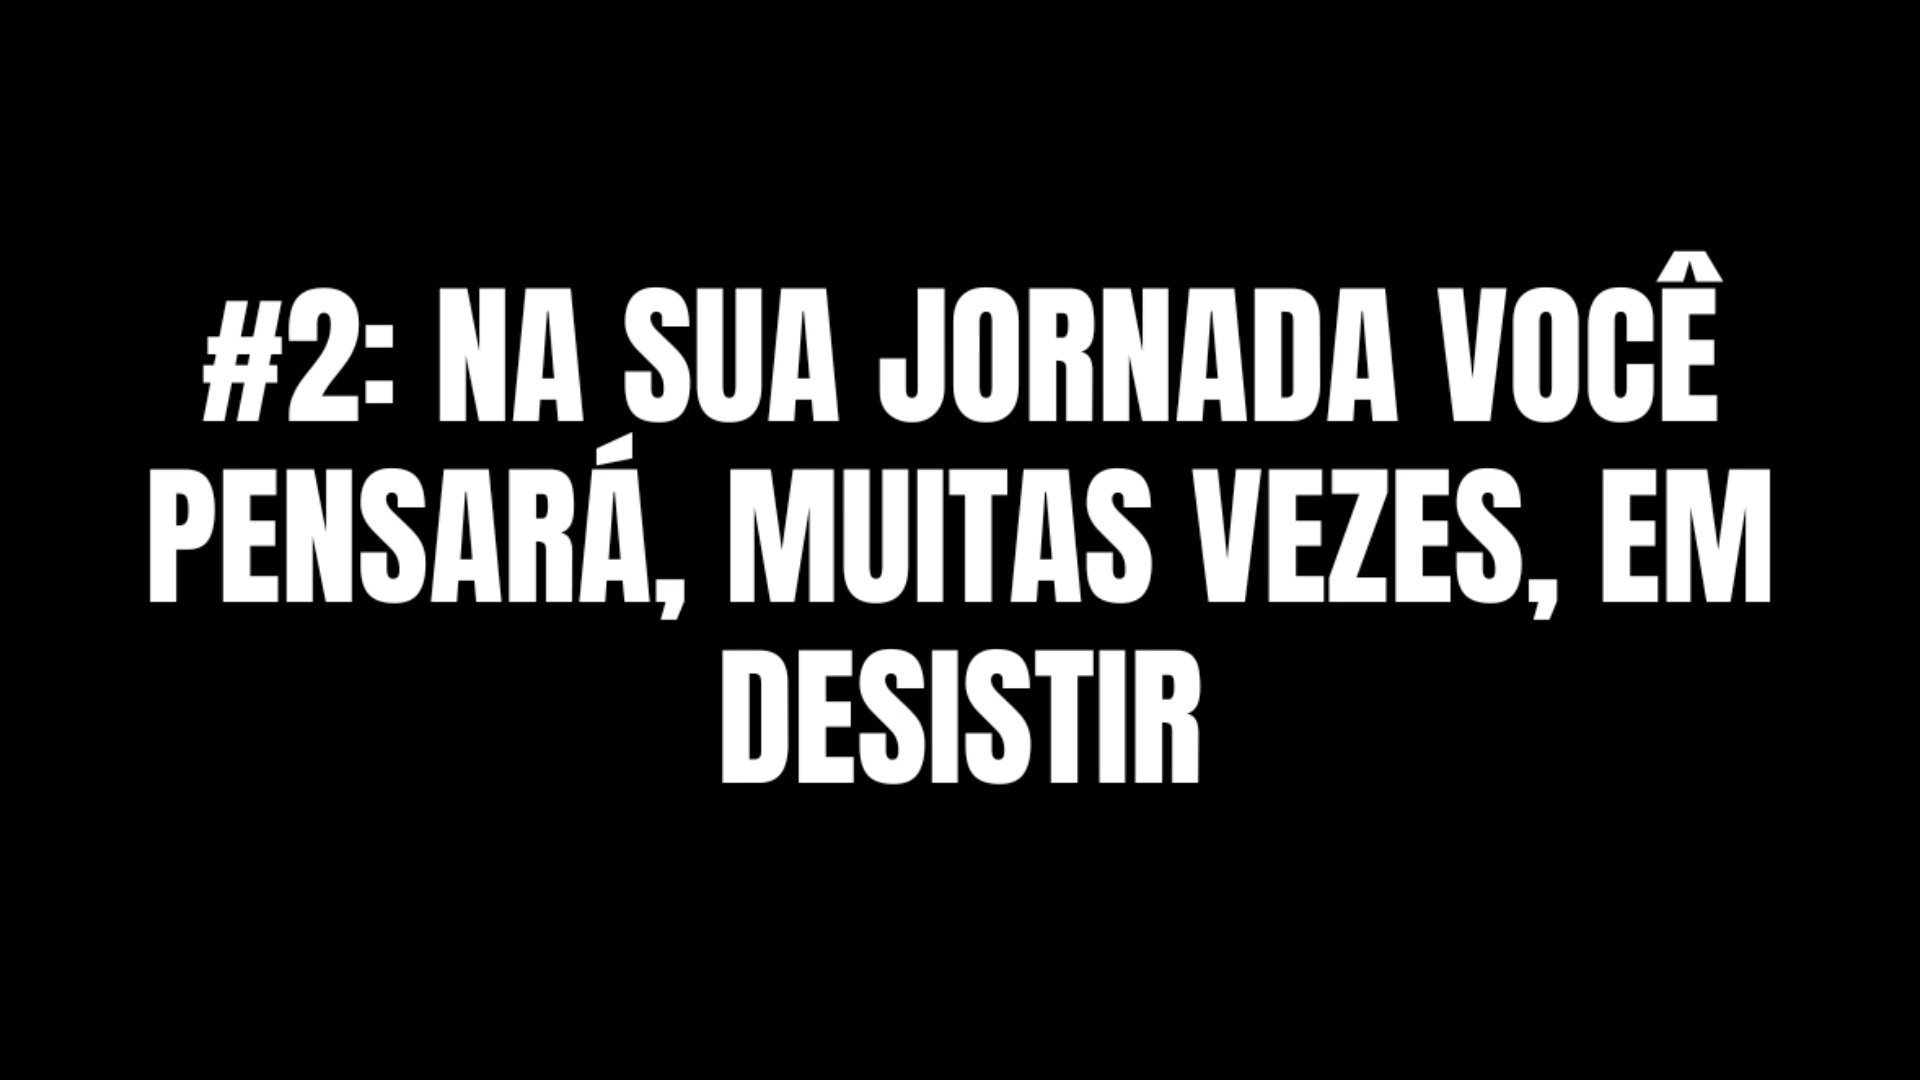 #2: NA SUA JORNADA VOCÊ
PENSARÁ, MUITAS VEZES, EM
DESISTIR